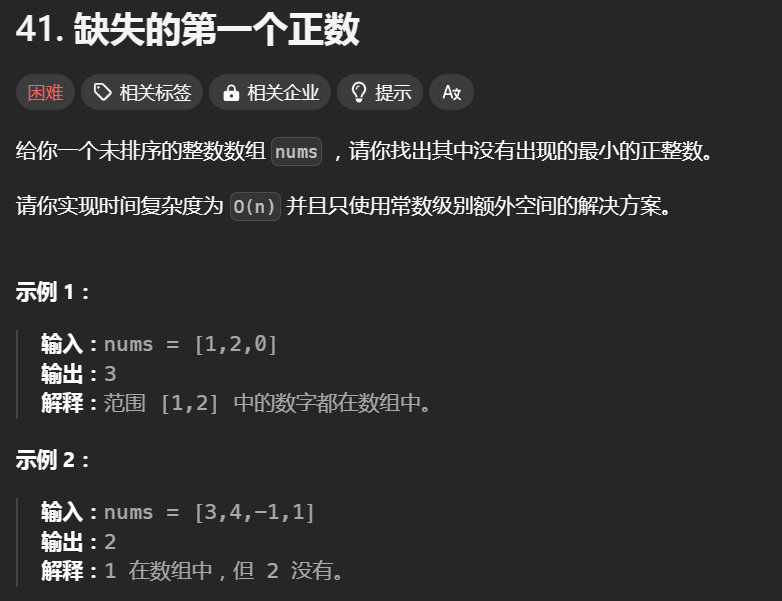 41. 缺失的第一个正数
困难 相关标签 相关企业 提示 Az
给你一个未排序的整数数组 nums ，请你找出其中没有出现的最小的正整数。
请你实现时间复杂度为 O(n) 并且只使用常数级别额外空间的解决方案。
示例 1：
输入：nums = [1,2,0]
输出：3
解释：范围 [1,2] 中的数字都在数组中。
示例 2：
输入：nums = [3,4,-1,1]
输出：2
解释：1 在数组中，但 2 没有。